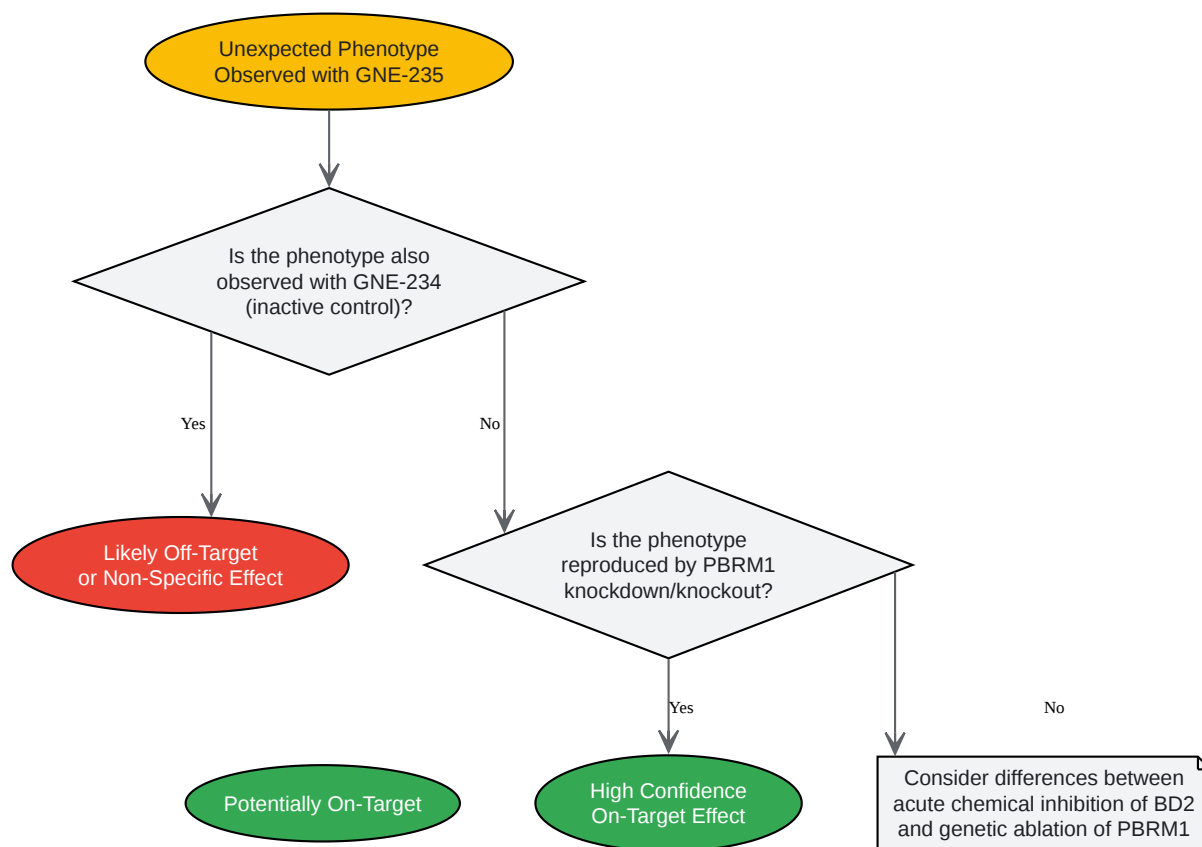 Unexpected Phenotype
Observed with GNE-235
Is the phenotype also
observed with GNE-234
(inactive control)?
Yes
No
Likely Off-Target
or Non-Specific Effect
Is the phenotype
reproduced by PBRM1
knockdown/knockout?
Yes
No
Potentially On-Target
High Confidence
On-Target Effect
Consider differences between
acute chemical inhibition of BD2
and genetic ablation of PBRM1